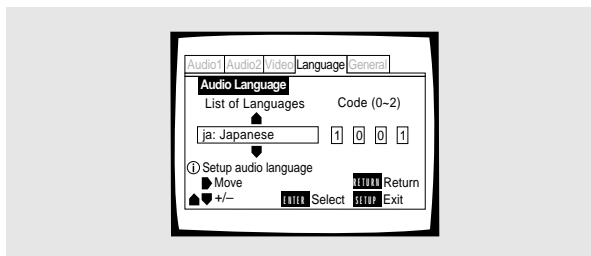 Audio1 Audio2 Video Language General
Audio Language
List of Languages Code (0~2)
ja: Japanese 1 0 0 1
i Setup audio language
Move RETURN Return
+/– ENTER Select SETUP Exit